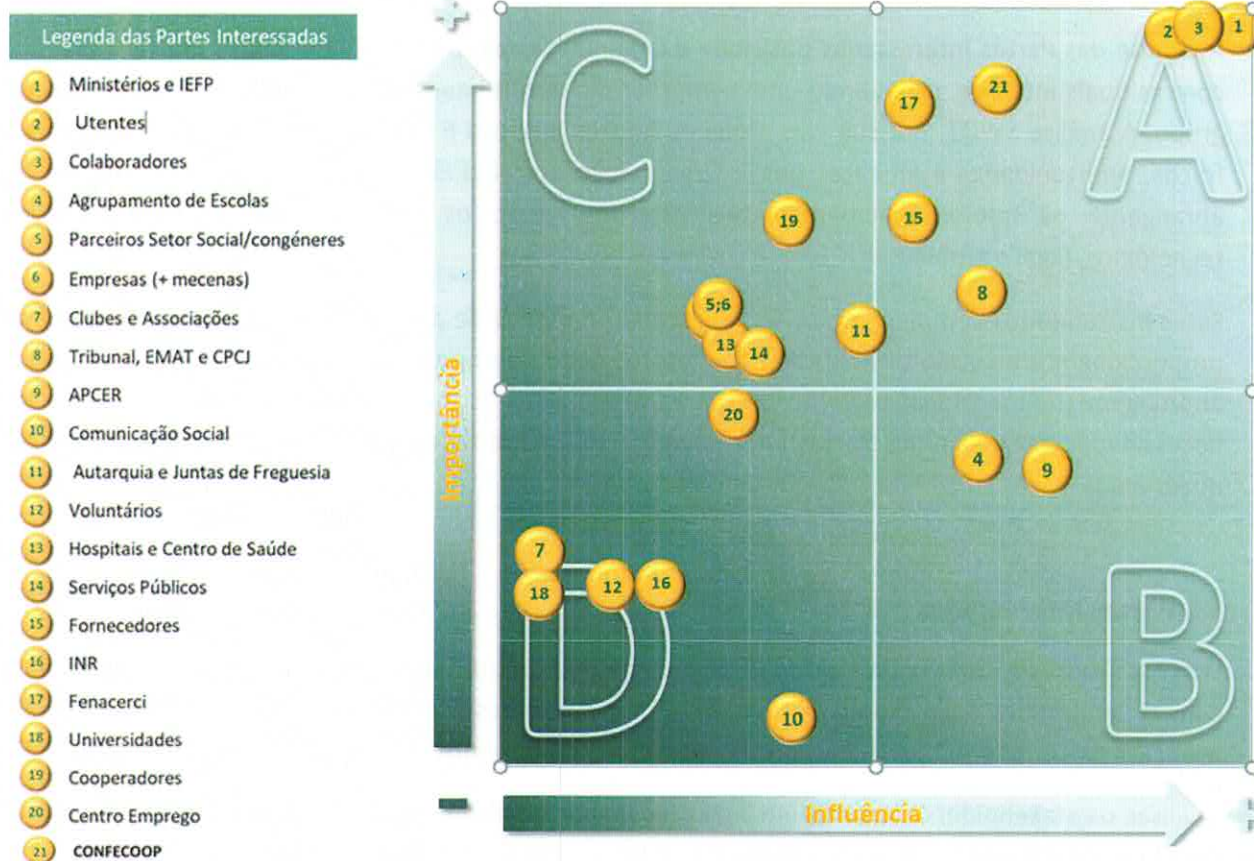 Legenda das Partes Interessadas
1 Ministérios e IEFP
2 Utentes
3 Colaboradores
4 Agrupamento de Escolas
5 Parceiros Setor Social/congéneres
6 Empresas (+ mecenas)
7 Clubes e Associações
8 Tribunal, EMAT e CPCJ
9 APCER
10 Comunicação Social
11 Autarquia e Juntas de Freguesia
12 Voluntários
13 Hospitais e Centro de Saúde
14 Serviços Públicos
15 Fornecedores
16 INR
17 Fenacerci
18 Universidades
19 Cooperadores
20 Centro Emprego
21 CONFECOOP
+
Importância
-
C
A
2 3 1
17
21
19
15
8
5;6
11
13
14
20
4
9
7
18
12
16
D
B
10
Influência
+